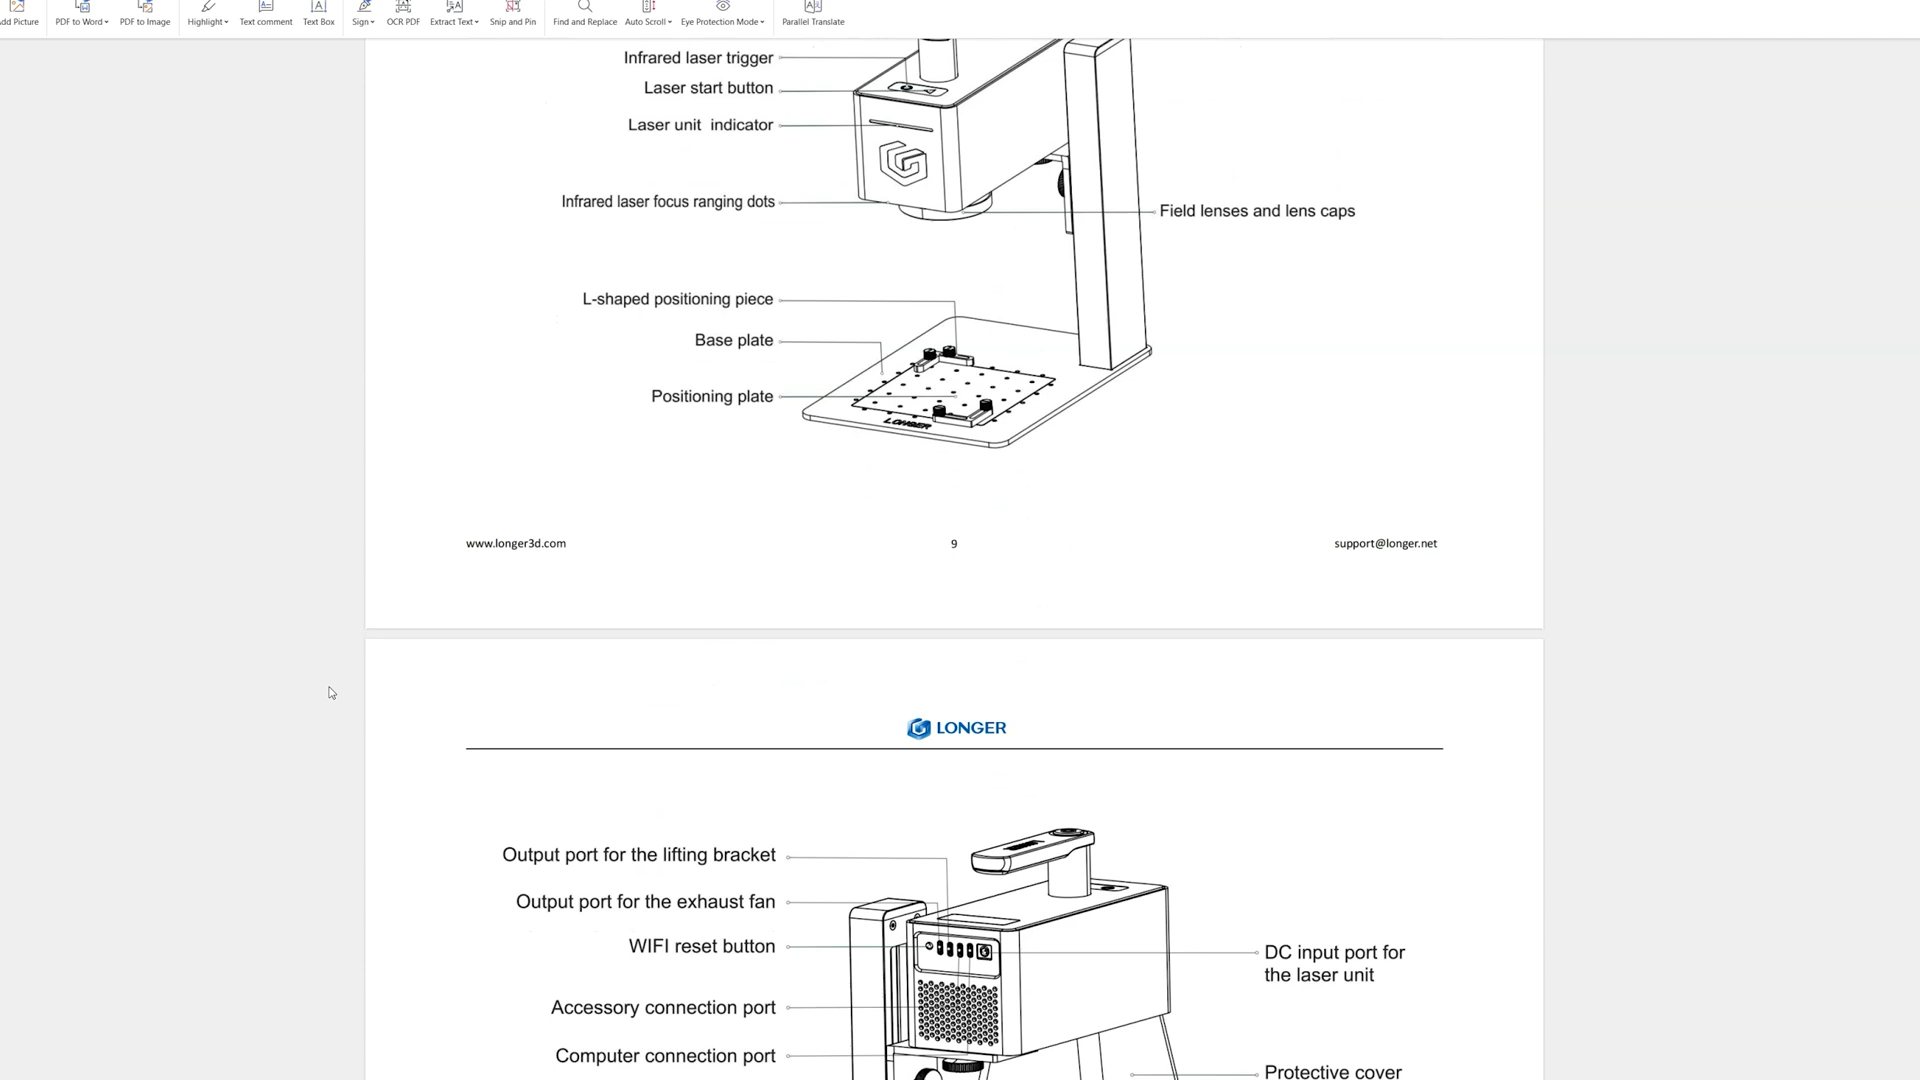 Add Picture PDF to Word PDF to Image Highlight Text comment Text Box Sign OCR PDF Extract Text Snip and Pin Find and Replace Auto Scroll Eye Protection Mode Parallel Translate
Infrared laser trigger
Laser start button
Laser unit indicator
Infrared laser focus ranging dots
Field lenses and lens caps
L-shaped positioning piece
Base plate
Positioning plate
LONGER
www.longer3d.com 9 support@longer.net
LONGER
Output port for the lifting bracket
Output port for the exhaust fan
WIFI reset button
DC input port for
the laser unit
Accessory connection port
Computer connection port
Protective cover